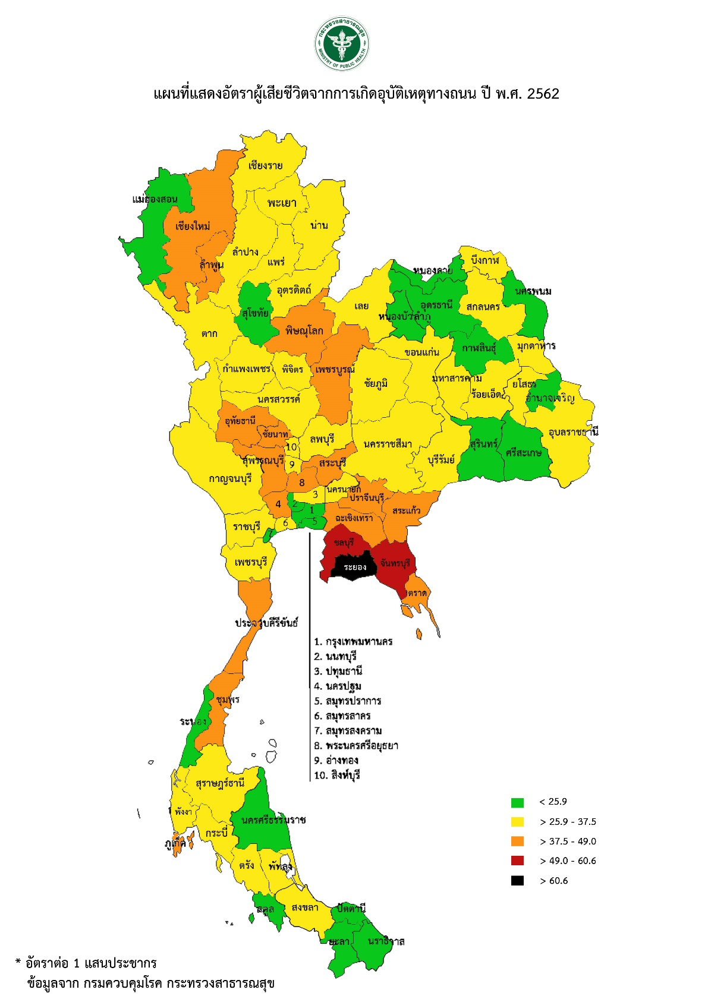 กระทรวงสาธารณสุข
MINISTRY OF PUBLIC HEALTH
แผนที่แสดงอัตราผู้เสียชีวิตจากการเกิดอุบัติเหตุทางถนน ปี พ.ศ. 2562
เชียงราย
แม่ฮ่องสอน
พะเยา
เชียงใหม่
น่าน
ลำปาง
แพร่
ลำพูน
บึงกาฬ
หนองคาย
อุตรดิตถ์
นครพนม
สุโขทัย
เลย
อุดรธานี
สกลนคร
หนองบัวลำภู
ตาก
พิษณุโลก
กาฬสินธุ์
มุกดาหาร
ขอนแก่น
กำแพงเพชร
พิจิตร
เพชรบูรณ์
ชัยภูมิ
มหาสารคาม
ยโสธร
ร้อยเอ็ด
อำนาจเจริญ
นครสวรรค์
อุทัยธานี
ชัยนาท
อุบลราชธานี
ลพบุรี
นครราชสีมา
สุรินทร์
ศรีสะเกษ
10
สุพรรณบุรี
9
สระบุรี
บุรีรัมย์
กาญจนบุรี
8
นครนายก
3
ปราจีนบุรี
4
2
1
สระแก้ว
ฉะเชิงเทรา
5
6
ราชบุรี
7
ชลบุรี
เพชรบุรี
ระยอง
จันทรบุรี
ตราด
ประจวบคีรีขันธ์
1. กรุงเทพมหานคร
2. นนทบุรี
3. ปทุมธานี
4. นครปฐม
5. สมุทรปราการ
6. สมุทรสาคร
7. สมุทรสงคราม
8. พระนครศรีอยุธยา
9. อ่างทอง
10. สิงห์บุรี
ชุมพร
ระนอง
สุราษฎร์ธานี
พังงา
นครศรีธรรมราช
กระบี่
ภูเก็ต
ตรัง
พัทลุง
สตูล
สงขลา
ปัตตานี
ยะลา
นราธิวาส
< 25.9
> 25.9 - 37.5
> 37.5 - 49.0
> 49.0 - 60.6
> 60.6
* อัตราต่อ 1 แสนประชากร
ข้อมูลจาก กรมควบคุมโรค กระทรวงสาธารณสุข